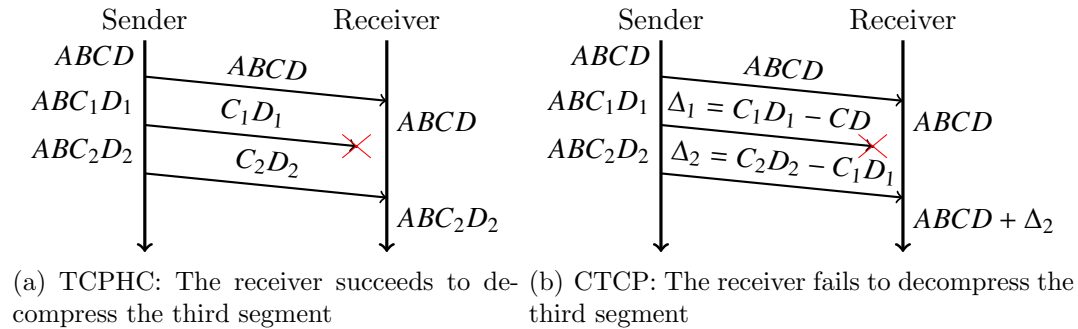 Sender Receiver
ABCD
ABCD
ABC₁D₁
C₁D₁
ABCD
ABC₂D₂
C₂D₂
ABC₂D₂
(a) TCPHC: The receiver succeeds to de-
compress the third segment
Sender Receiver
ABCD
ABCD
ABC₁D₁
Δ₁ = C₁D₁ − CD
ABCD
ABC₂D₂
Δ₂ = C₂D₂ − C₁D₁
ABCD + Δ₂
(b) CTCP: The receiver fails to decompress the
third segment